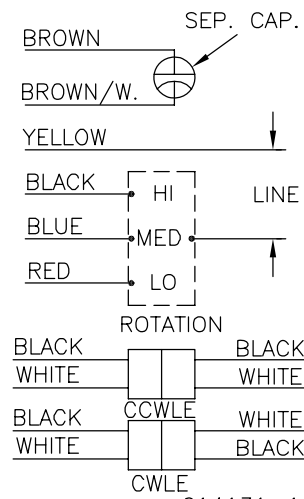 SEP. CAP.
BROWN
BROWN/W.
YELLOW
BLACK HI
LINE
BLUE MED
RED LO
ROTATION
BLACK BLACK
WHITE WHITE
CCWLE
BLACK WHITE
WHITE BLACK
CWLE